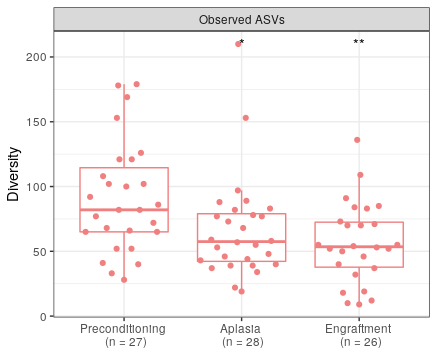 Observed ASVs
* **
200
150
100
50
0
Diversity
Preconditioning Aplasia Engraftment
(n = 27) (n = 28) (n = 26)